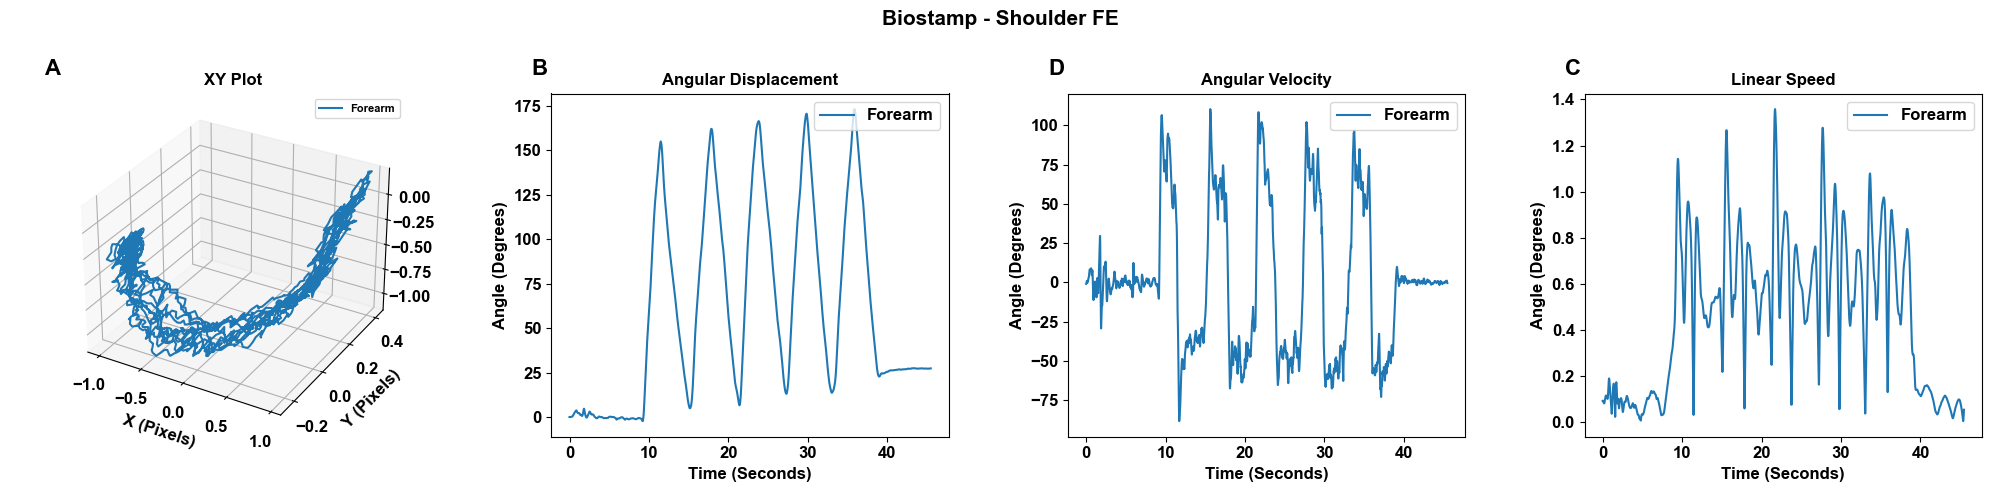 Biostamp - Shoulder FE
A
XY Plot
Forearm
0.00
−0.25
−0.50
−0.75
−1.00
0.4
0.2
0.0
−0.2
Y (Pixels)
−1.0
−0.5
0.0
0.5
1.0
X (Pixels)
B
Angular Displacement
Forearm
175
150
125
100
75
50
25
0
Angle (Degrees)
0 10 20 30 40
Time (Seconds)
D
Angular Velocity
Forearm
100
75
50
25
0
−25
−50
−75
Angle (Degrees)
0 10 20 30 40
Time (Seconds)
C
Linear Speed
Forearm
1.4
1.2
1.0
0.8
0.6
0.4
0.2
0.0
Angle (Degrees)
0 10 20 30 40
Time (Seconds)